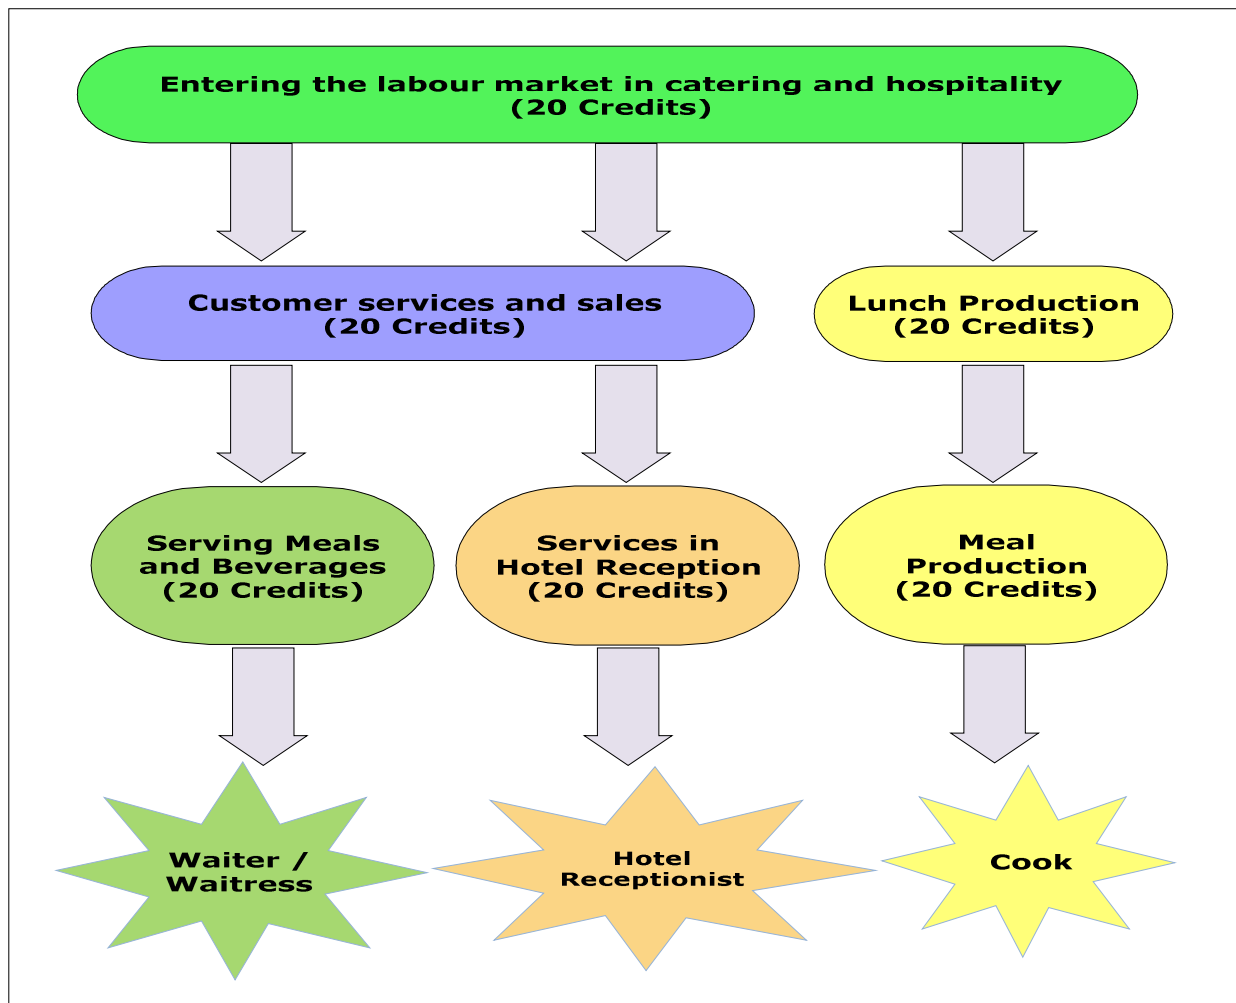 Entering the labour market in catering and hospitality
(20 Credits)
Customer services and sales
(20 Credits)
Lunch Production
(20 Credits)
Serving Meals
and Beverages
(20 Credits)
Services in
Hotel Reception
(20 Credits)
Meal
Production
(20 Credits)
Waiter /
Waitress
Hotel
Receptionist
Cook